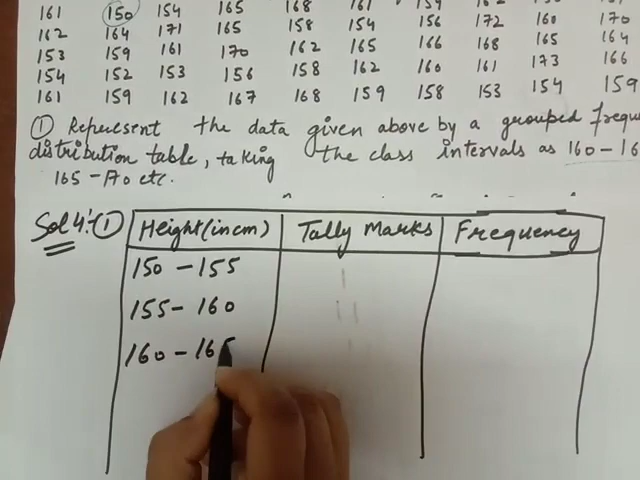 161 150 154 165 168 161 154 162
162 164 171 165 158 154 156 172 160 170
153 159 161 170 162 165 166 168 165 164
154 152 153 156 158 162 160 161 173 166
161 159 162 167 168 159 158 153 154 159
① Represent the data given above by a grouped freque
distribution table, taking the class intervals as 160-16
165-170 etc.
Sol 4:-① Height(in cm) Tally Marks Frequency
150-155
155-160
160-165